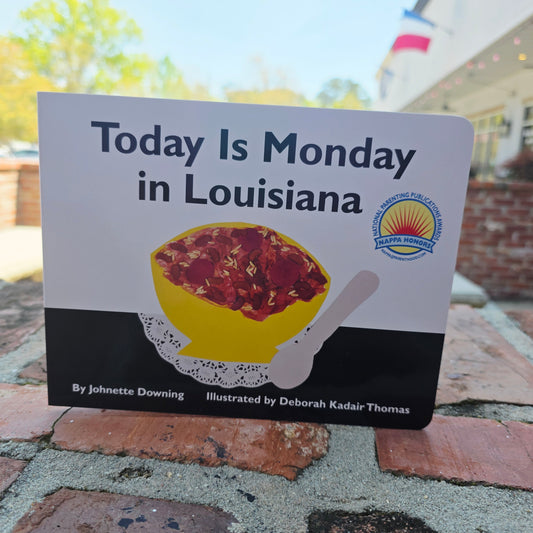 Today Is Monday
in Louisiana
NATIONAL PARENTING PUBLICATIONS AWARDS
NAPPA HONORS
By Johnette Downing
Illustrated by Deborah Kadair Thomas